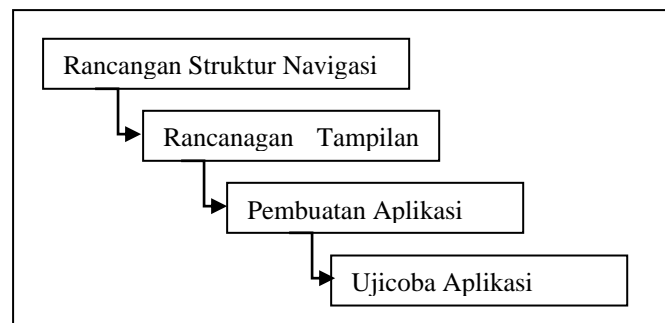 Rancangan Struktur Navigasi
Rancanagan Tampilan
Pembuatan Aplikasi
Ujicoba Aplikasi